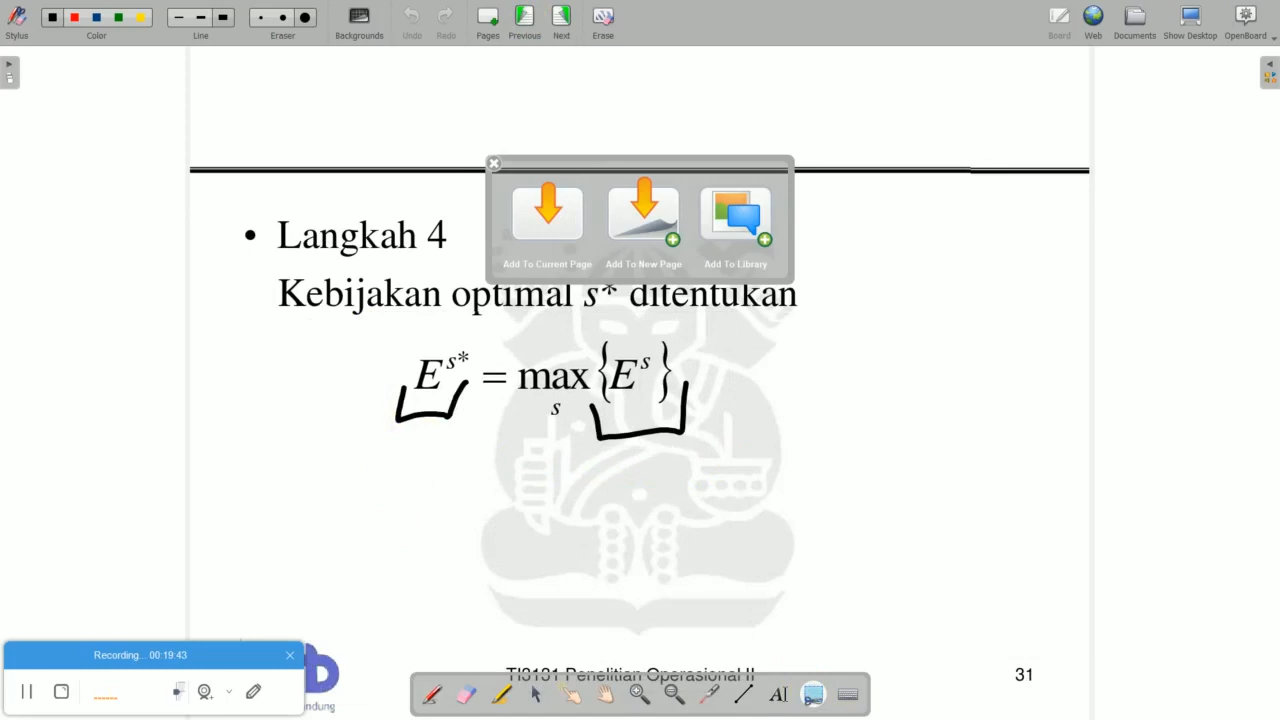 Stylus
Color
Line
Eraser
Backgrounds
Undo
Redo
Pages
Previous
Next
Erase
Board
Web
Documents
Show Desktop
OpenBoard
Add To Current Page
Add To New Page
Add To Library
• Langkah 4
Kebijakan optimal s* ditentukan
E^{s*} = max_s {E^s}
Recording... 00:19:43
TI3131 Penelitian Operasional II
31
ndung
AI